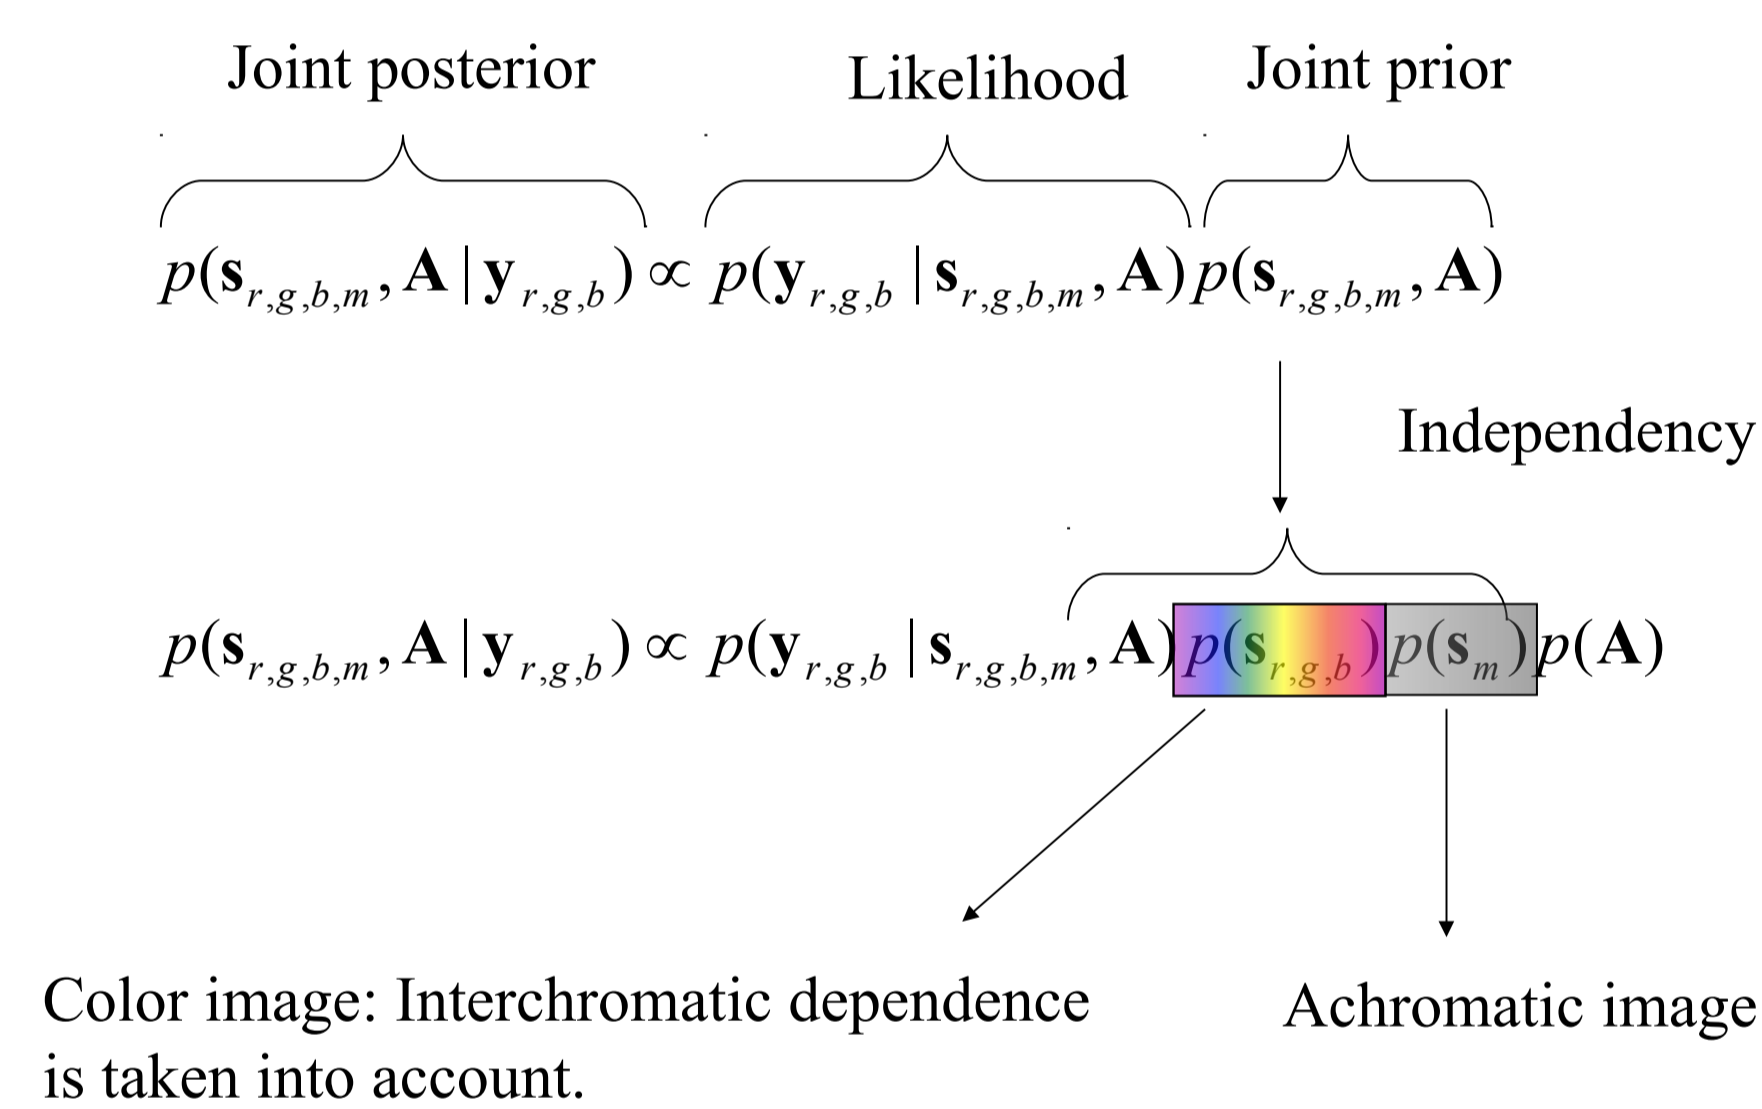 Joint posterior Likelihood Joint prior
p(s_{r,g,b,m}, A | y_{r,g,b}) ∝ p(y_{r,g,b} | s_{r,g,b,m}, A) p(s_{r,g,b,m}, A)
Independency
p(s_{r,g,b,m}, A | y_{r,g,b}) ∝ p(y_{r,g,b} | s_{r,g,b,m}, A) p(s_{r,g,b}) p(s_m) p(A)
Color image: Interchromatic dependence
is taken into account.
Achromatic image